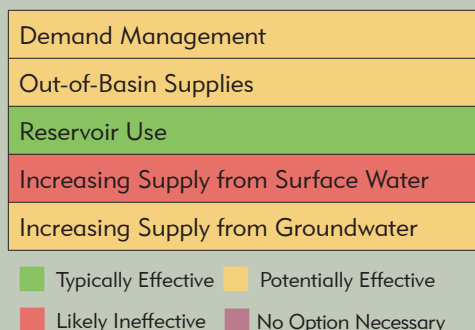 Demand Management
Out-of-Basin Supplies
Reservoir Use
Increasing Supply from Surface Water
Increasing Supply from Groundwater
Typically Effective Potentially Effective
Likely Ineffective No Option Necessary